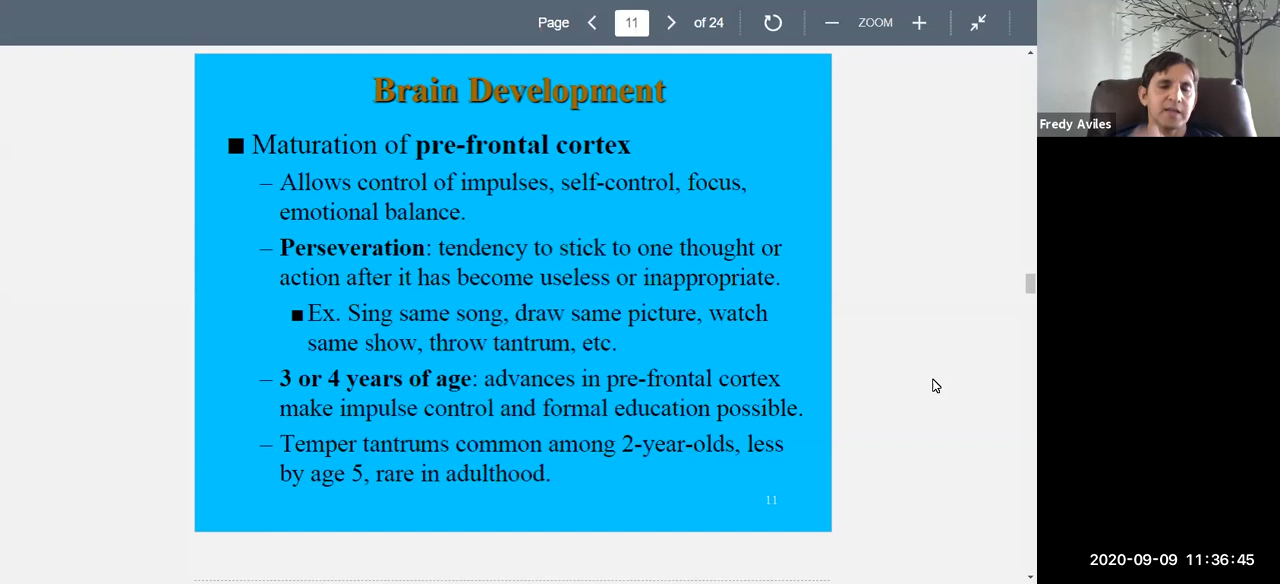 Page 11 of 24 ZOOM
Brain Development
■ Maturation of pre-frontal cortex
– Allows control of impulses, self-control, focus,
emotional balance.
– Perseveration: tendency to stick to one thought or
action after it has become useless or inappropriate.
■ Ex. Sing same song, draw same picture, watch
same show, throw tantrum, etc.
– 3 or 4 years of age: advances in pre-frontal cortex
make impulse control and formal education possible.
– Temper tantrums common among 2-year-olds, less
by age 5, rare in adulthood.
11
Fredy Aviles
2020-09-09 11:36:45